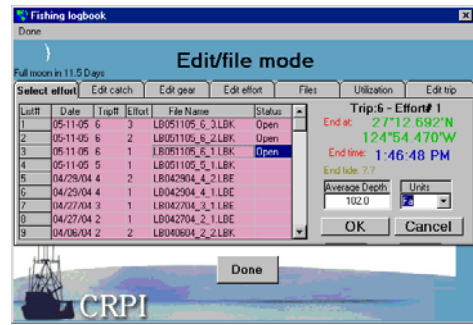 Fishing logbook
Done
Full moon in 11.5 Days
Edit/file mode
Select effort Edit catch Edit gear Edit effort Files Utilization Edit trip
List# Date Trip# Effort File Name Status
1 05-11-05 6 3 LB051105_6_3.LBK Open
2 05-11-05 6 2 LB051105_6_2.LBK Open
3 05-11-05 6 1 LB051105_6_1.LBK Open
4 05-11-05 5 1 LB051105_5_1.LBK
5 04/29/04 4 2 LB042904_4_2.LBE
6 04/29/04 4 1 LB042904_4_1.LBE
7 04/27/04 3 1 LB042704_3_1.LBE
8 04/27/04 2 1 LB042704_2_1.LBE
9 04/06/04 2 2 LB040604_2_2.LBK
Trip:6 - Effort# 1
End at: 27°12.692'N
124°54.470'W
End time: 1:46:48 PM
End tide: ?.?
Average Depth Units
102.0 Fa
OK Cancel
Done
CRPI